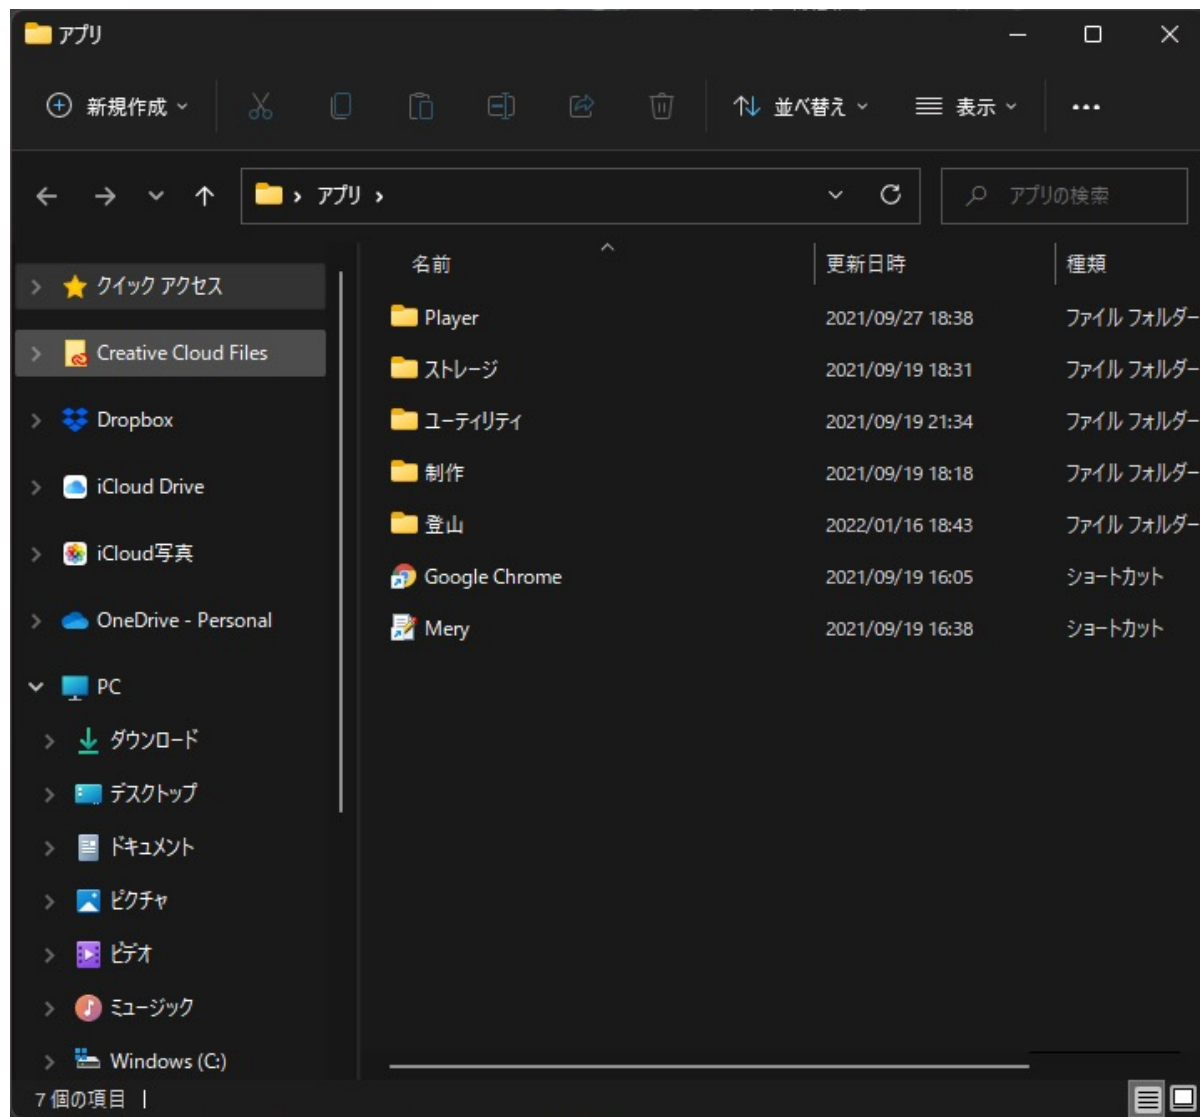 アプリ
新規作成
並べ替え
表示
アプリ
アプリの検索
クイック アクセス
Creative Cloud Files
Dropbox
iCloud Drive
iCloud写真
OneDrive - Personal
PC
ダウンロード
デスクトップ
ドキュメント
ピクチャ
ビデオ
ミュージック
Windows (C:)
名前 更新日時 種類
Player 2021/09/27 18:38 ファイル フォルダー
ストレージ 2021/09/19 18:31 ファイル フォルダー
ユーティリティ 2021/09/19 21:34 ファイル フォルダー
制作 2021/09/19 18:18 ファイル フォルダー
登山 2022/01/16 18:43 ファイル フォルダー
Google Chrome 2021/09/19 16:05 ショートカット
Mery 2021/09/19 16:38 ショートカット
7 個の項目